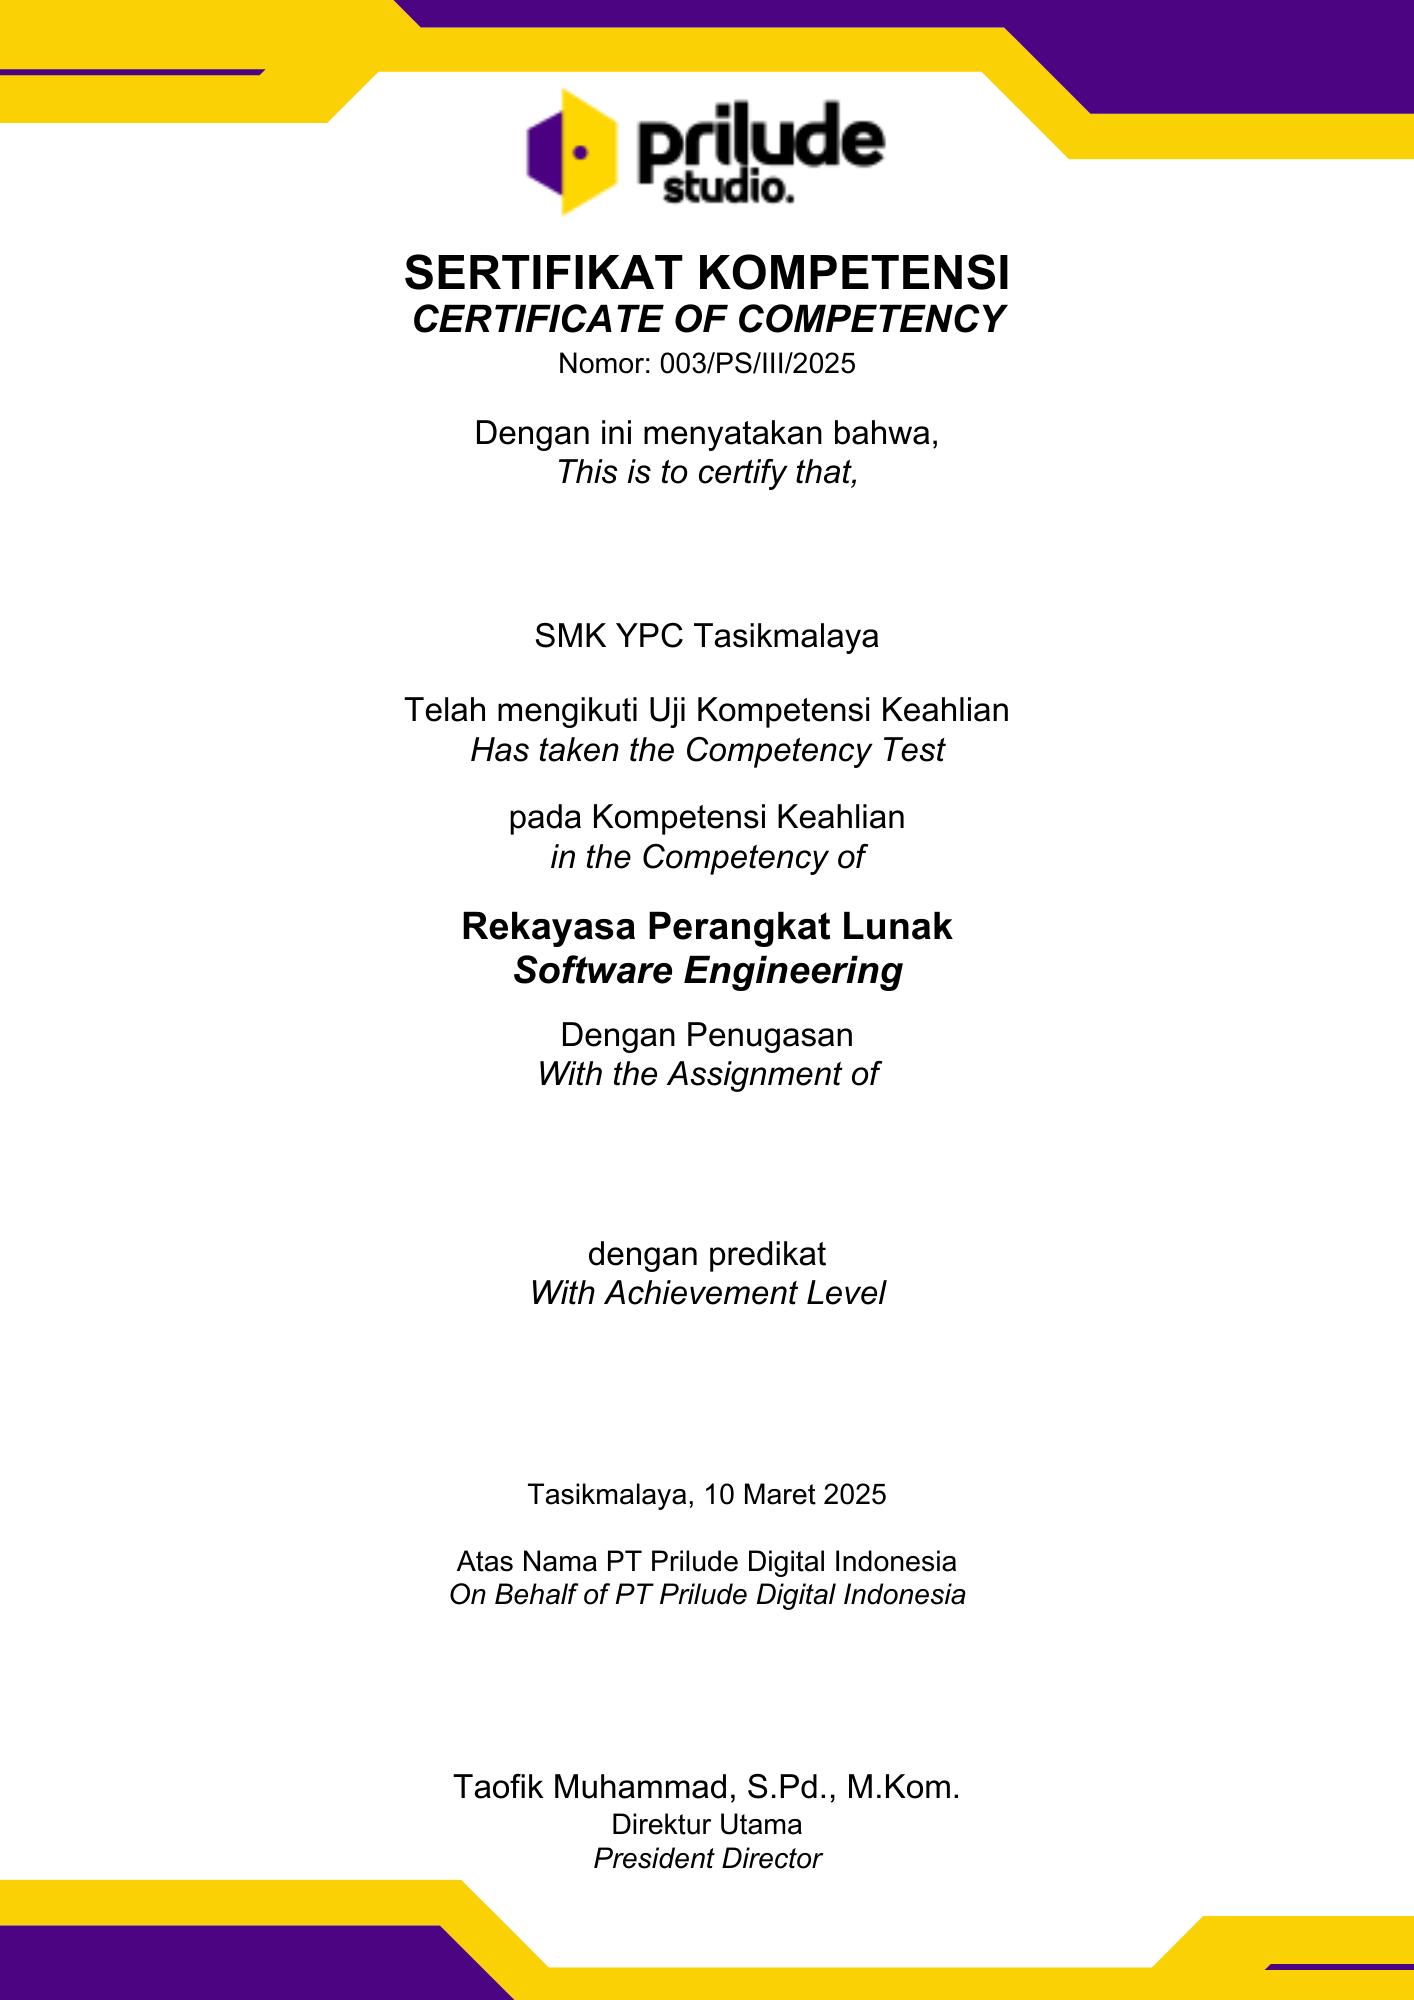 prilude
studio.
SERTIFIKAT KOMPETENSI
CERTIFICATE OF COMPETENCY
Nomor: 003/PS/III/2025
Dengan ini menyatakan bahwa,
This is to certify that,
SMK YPC Tasikmalaya
Telah mengikuti Uji Kompetensi Keahlian
Has taken the Competency Test
pada Kompetensi Keahlian
in the Competency of
Rekayasa Perangkat Lunak
Software Engineering
Dengan Penugasan
With the Assignment of
dengan predikat
With Achievement Level
Tasikmalaya, 10 Maret 2025
Atas Nama PT Prilude Digital Indonesia
On Behalf of PT Prilude Digital Indonesia
Taofik Muhammad, S.Pd., M.Kom.
Direktur Utama
President Director